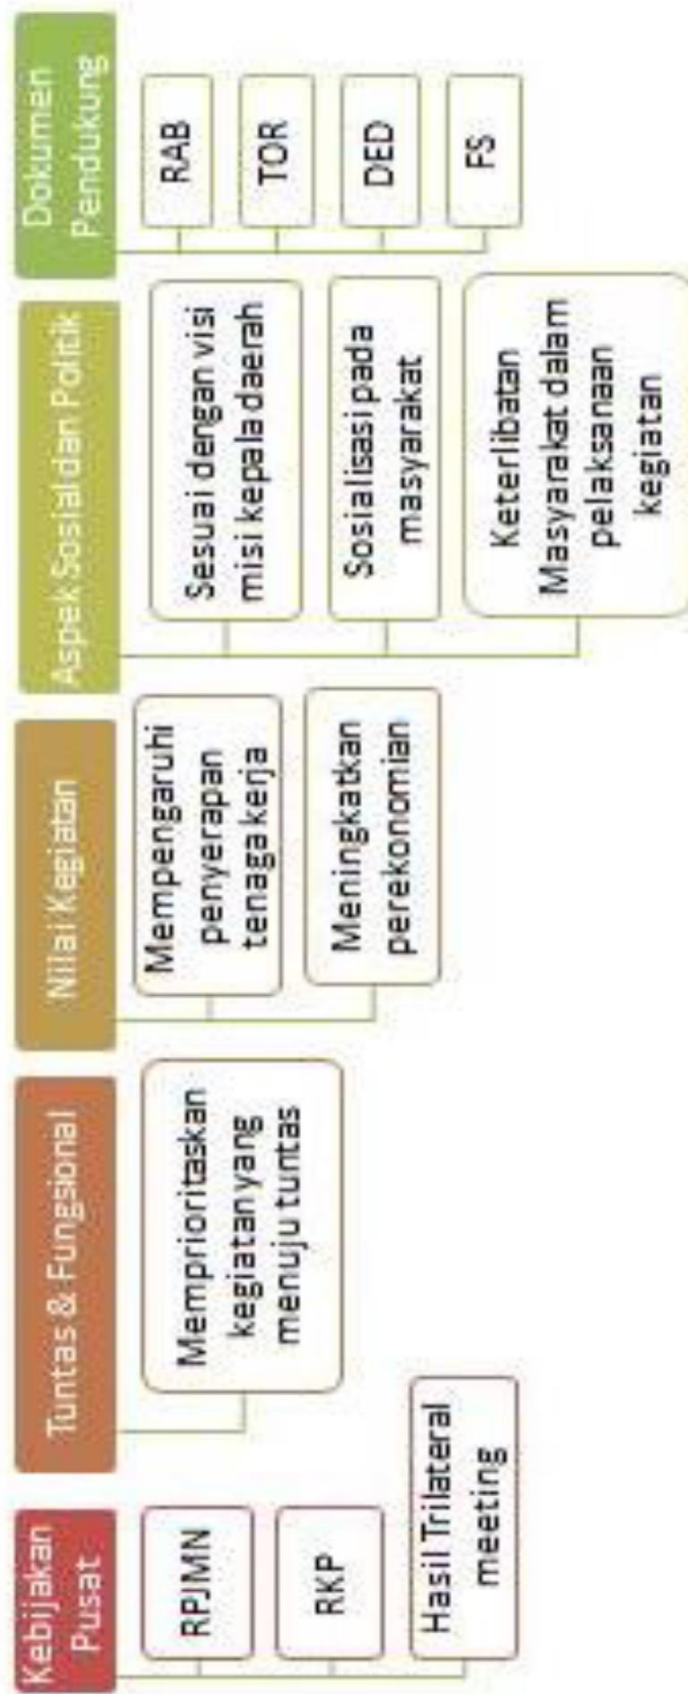 Kebijakan
Pusat
RPJMN
RKP
Hasil Trilateral
meeting
Tuntas & Fungsional
Memprioritaskan
kegiatan yang
menuju tuntas
Nilai Kegiatan
Mempengaruhi
penyerapan
tenaga kerja
Meningkatkan
perekonomian
Aspek Sosial dan Politik
Sesuai dengan visi
misi kepala daerah
Sosialisasi pada
masyarakat
Keterlibatan
Masyarakat dalam
pelaksanaan
kegiatan
Dokumen
Pendukung
RAB
TOR
DED
FS